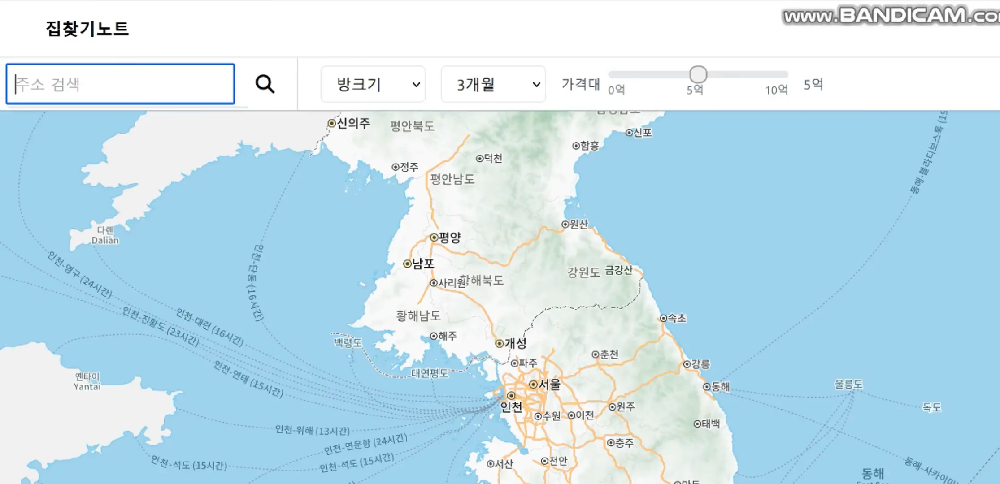 www.BANDICAM.co
집찾기노트
주소 검색
방크기
3개월
가격대
0억
5억
10억
5억
신의주
평안북도
신포
함흥
덕천
정주
평안남도
동해-블라디보스톡 (19
원산
다롄
Dalian
평양
남포
강원도
금강산
사리원
황해북도
인천-영구 (24시간)
인천-단동 (16시간)
인천-진황도 (23시간)
인천-대련 (16시간)
황해남도
속초
해주
백령도
개성
춘천
파주
강릉
대연평도
옌타이
Yantai
인천-연태 (15시간)
서울
동해
울릉도
인천
원주
독도
수원
이천
태백
인천-위해 (13시간)
인천-연운항 (24시간)
충주
인천-석도 (15시간)
인천-석도 (15시간)
서산
천안
동해
동해-사카이미